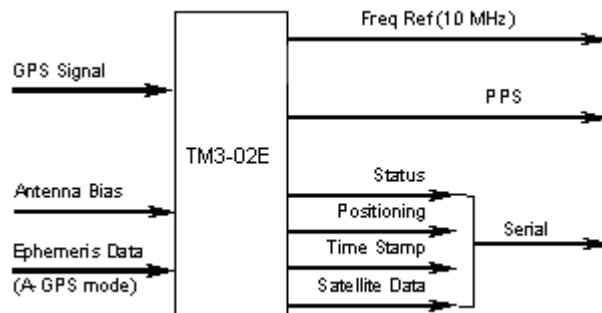 Freq Ref (10 MHz)
GPS Signal
PPS
TM3-02E
Status
Antenna Bias
Positioning
Serial
Ephemeris Data
Time Stamp
(A- GPS mode)
Satellite Data